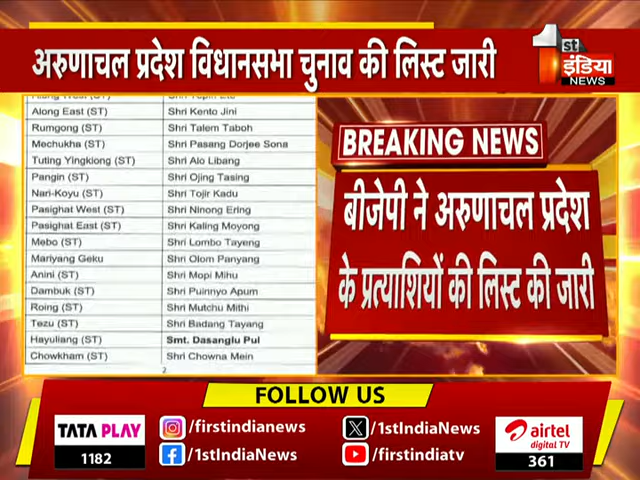 अरुणाचल प्रदेश विधानसभा चुनाव की लिस्ट जारी
1st
इंडिया
NEWS
Along East (ST) Shri Kento Jini
Rumgong (ST) Shri Talem Taboh
Mechukha (ST) Shri Pasang Dorjee Sona
Tuting Yingkiong (ST) Shri Alo Libang
Pangin (ST) Shri Ojing Tasing
Nari-Koyu (ST) Shri Tojir Kadu
Pasighat West (ST) Shri Ninong Ering
Pasighat East (ST) Shri Kaling Moyong
Mebo (ST) Shri Lombo Tayeng
Mariyang Geku Shri Olom Panyang
Anini (ST) Shri Mopi Mihu
Dambuk (ST) Shri Puinnyo Apum
Roing (ST) Shri Mutchu Mithi
Tezu (ST) Shri Badang Tayang
Hayuliang (ST) Smt. Dasanglu Pul
Chowkham (ST) Shri Chowna Mein
2
BREAKING NEWS
बीजेपी ने अरुणाचल प्रदेश
के प्रत्याशियों की लिस्ट की जारी
FOLLOW US
TATA PLAY
1182
/firstindianews
/1stIndiaNews
/1stIndiaNews
/firstindiatv
airtel
digital TV
361